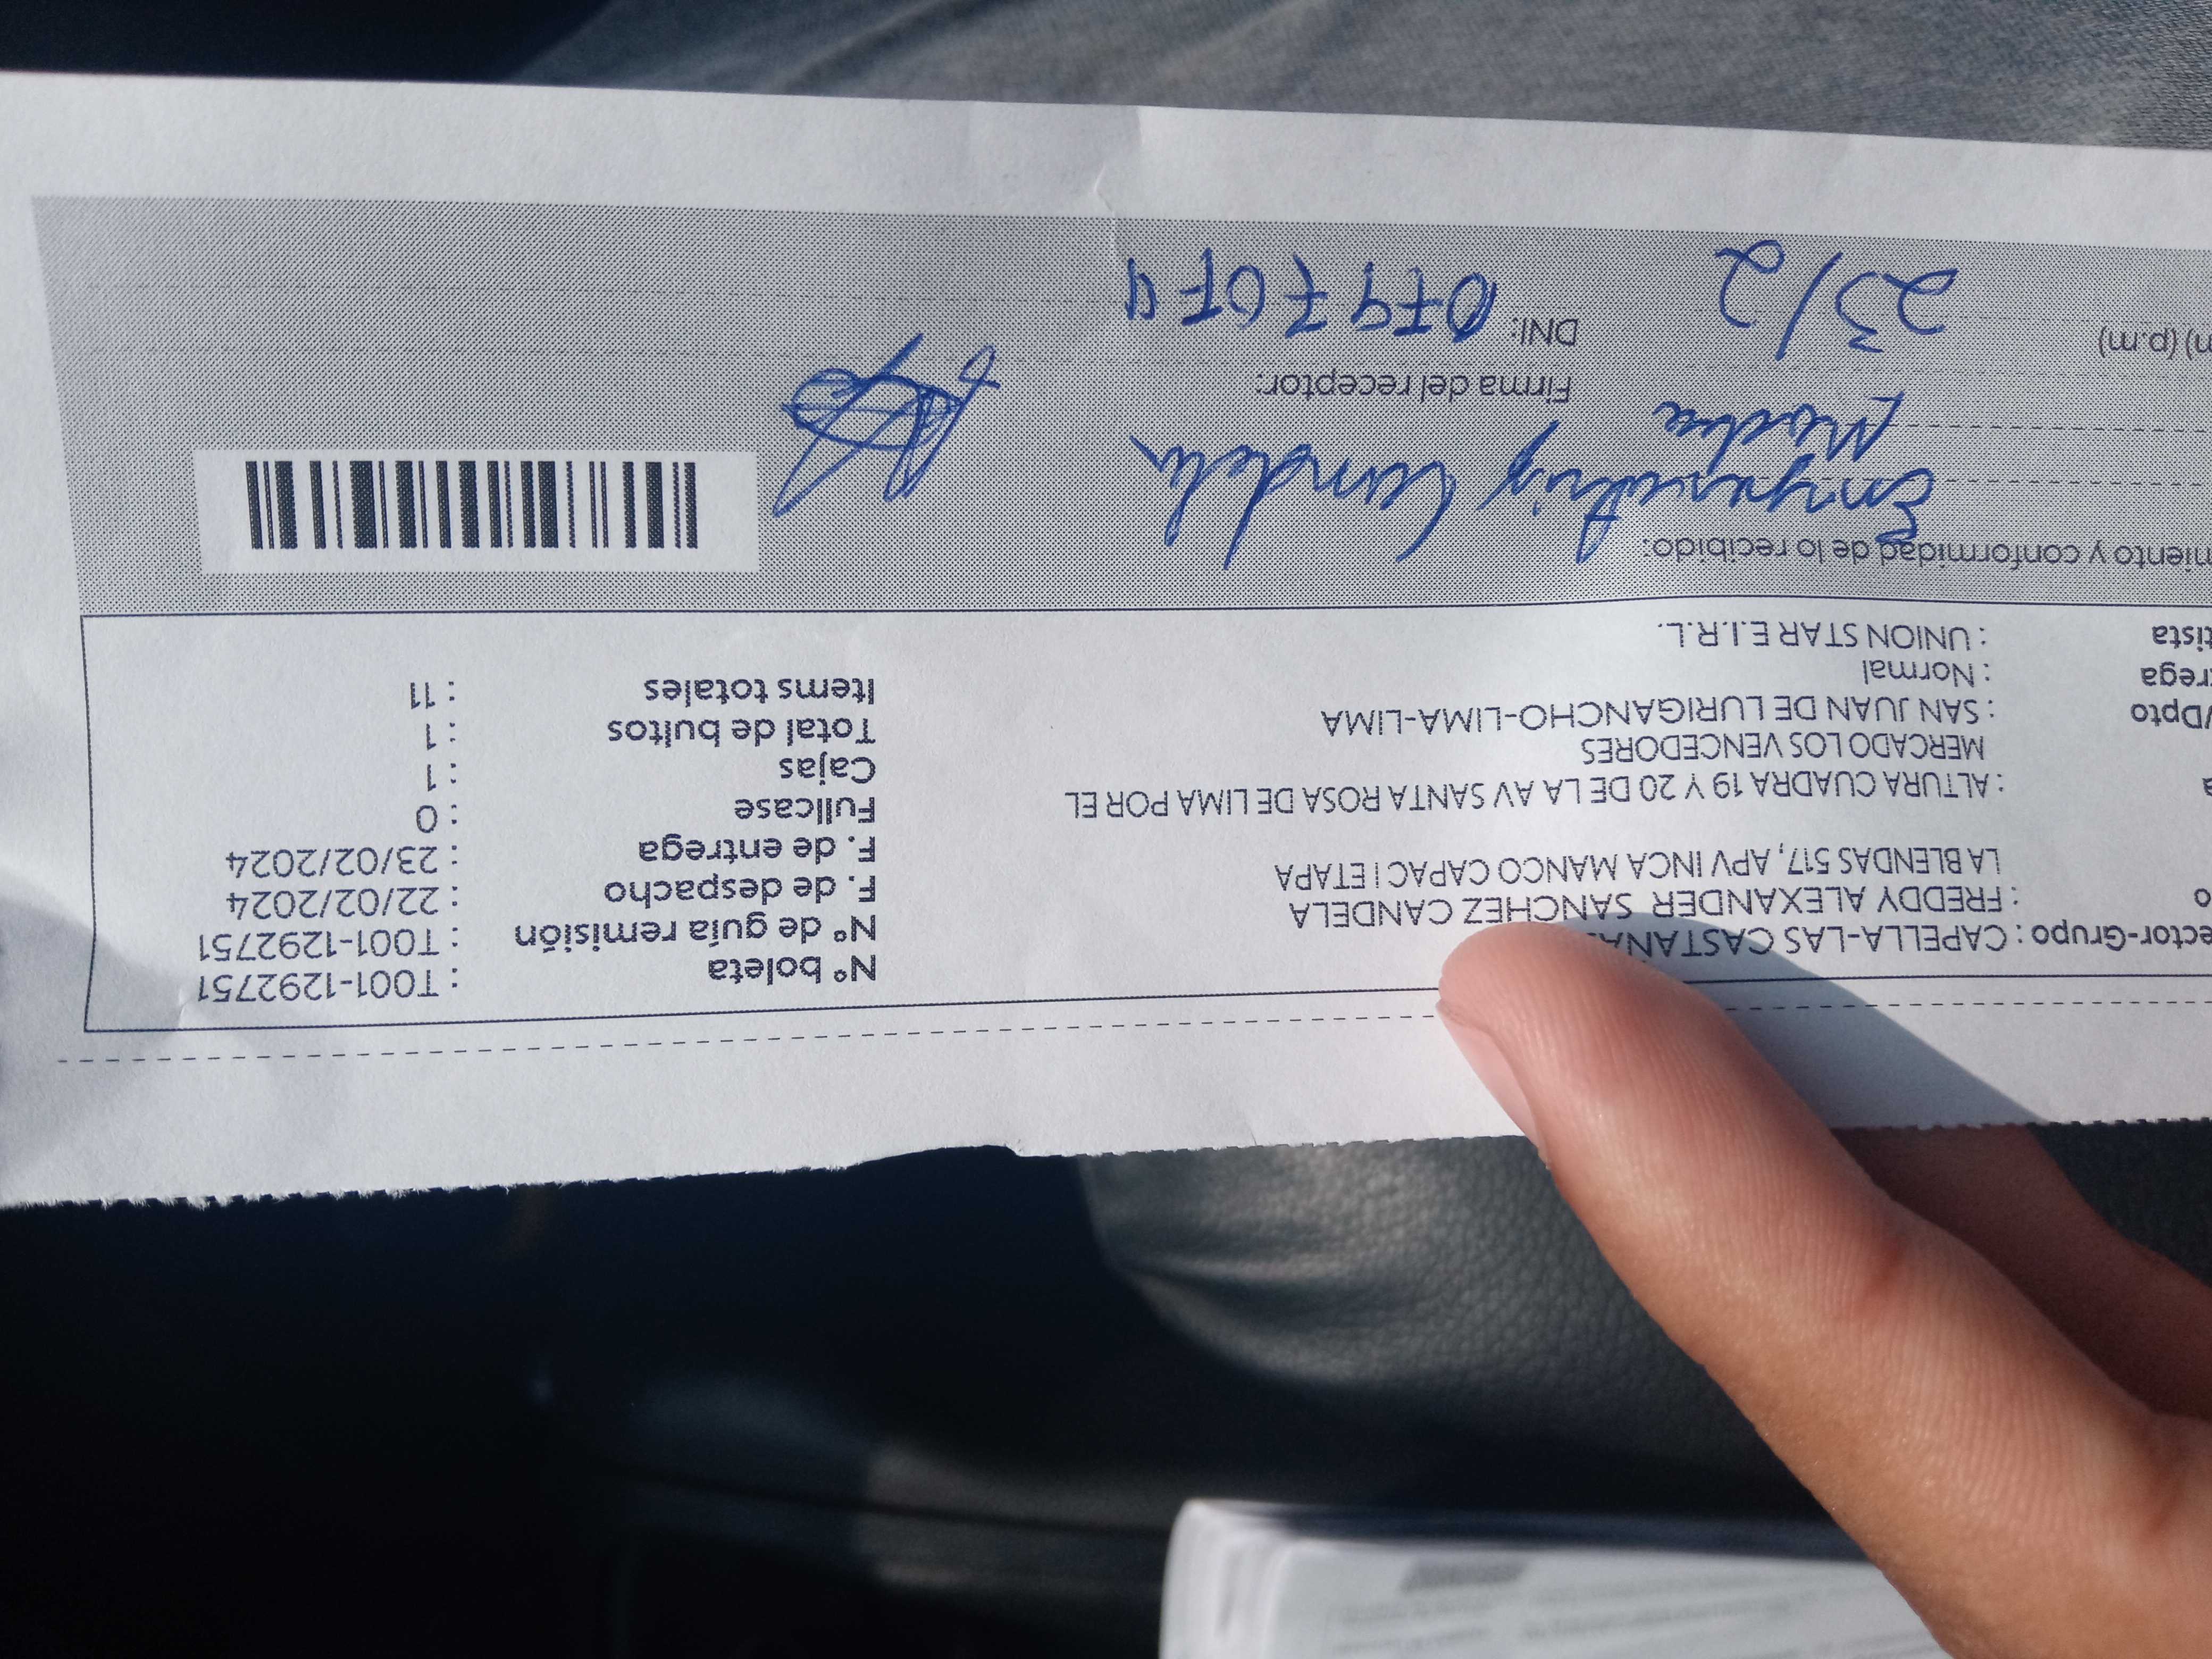 Nº boleta : T001-1292751
Nº de guía remisión : T001-1292751
F. de despacho : 22/02/2024
F. de entrega : 23/02/2024
Fullcase : 0
Cajas : 1
Total de bultos : 1
Items totales : 11
ector-Grupo : CAPELLA-LAS CASTAÑA
o : FREDDY ALEXANDER SANCHEZ CANDELA
LA BLENDAS 517, APV INCA MANCO CAPAC I ETAPA
a : ALTURA CUADRA 19 Y 20 DE LA AV SANTA ROSA DE LIMA POR EL
MERCADO LOS VENCEDORES
/Dpto : SAN JUAN DE LURIGANCHO-LIMA-LIMA
rega : Normal
tista : UNION STAR E.I.R.L.
miento y conformidad de lo recibido:
Candela
Madre
Firma del receptor:
m) (p.m) 23/2
DNI: